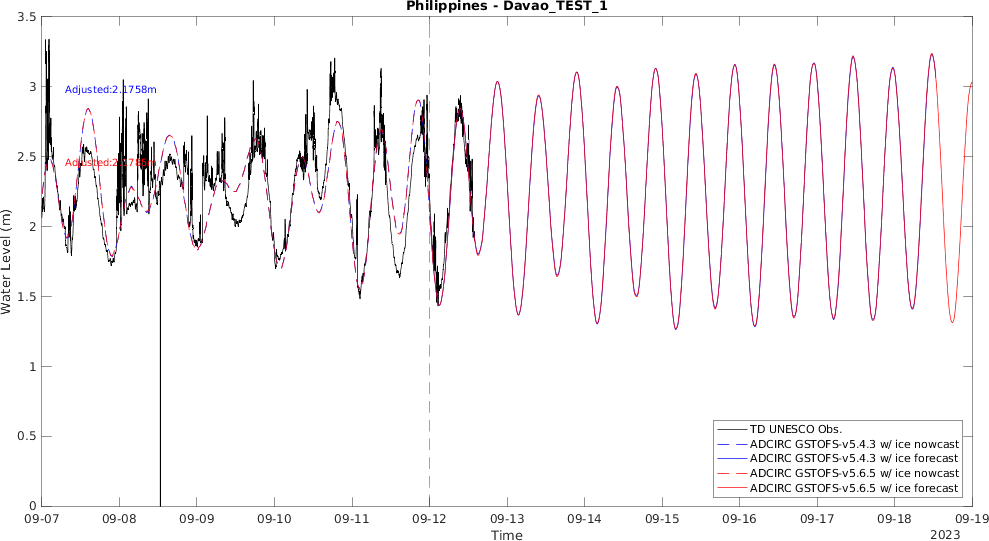 Philippines - Davao_TEST_1
3.5
3
2.5
2
1.5
1
0.5
0
Water Level (m)
Adjusted:2.1758m
TD UNESCO Obs.
ADCIRC GSTOFS-v5.4.3 w/ ice nowcast
ADCIRC GSTOFS-v5.4.3 w/ ice forecast
ADCIRC GSTOFS-v5.6.5 w/ ice nowcast
ADCIRC GSTOFS-v5.6.5 w/ ice forecast
09-07 09-08 09-09 09-10 09-11 09-12 09-13 09-14 09-15 09-16 09-17 09-18 09-19
Time
2023